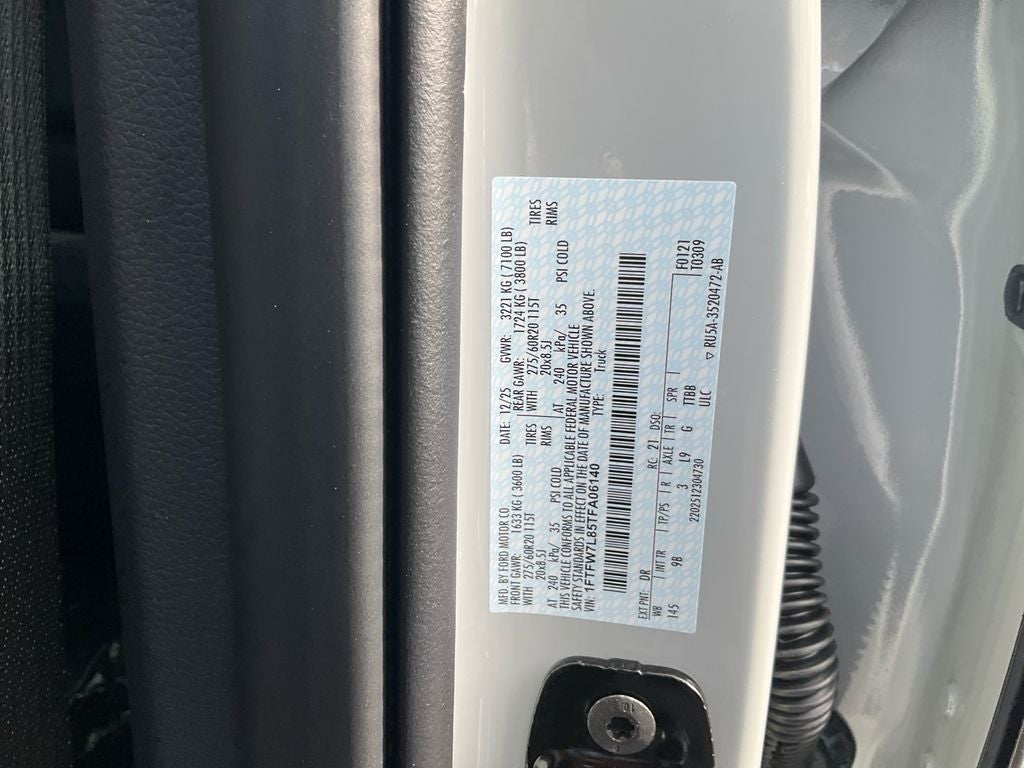 MFD. BY FORD MOTOR CO. DATE: 12/25 GVWR: 3221 KG ( 7100 LB)
FRONT GAWR: 1633 KG ( 3600 LB) REAR GAWR: 1724 KG ( 3800 LB)
WITH 275/60R20 115T TIRES WITH 275/60R20 115T TIRES
20x8.5J RIMS 20x8.5J RIMS
AT 240 kPa/ 35 PSI COLD AT 240 kPa/ 35 PSI COLD
THIS VEHICLE CONFORMS TO ALL APPLICABLE FEDERAL MOTOR VEHICLE
SAFETY STANDARDS IN EFFECT ON THE DATE OF MANUFACTURE SHOWN ABOVE.
VIN: 1FTFW7L85TFA06140 TYPE: Truck
EXT PNT: DR RC: 21 DSO: F0121
WB INT TR TP/PS R AXLE TR SPR T0309
145 9B 3 L9 G TTBB
2202512304730 ULC ▽ RU5A-3520472-AB
10